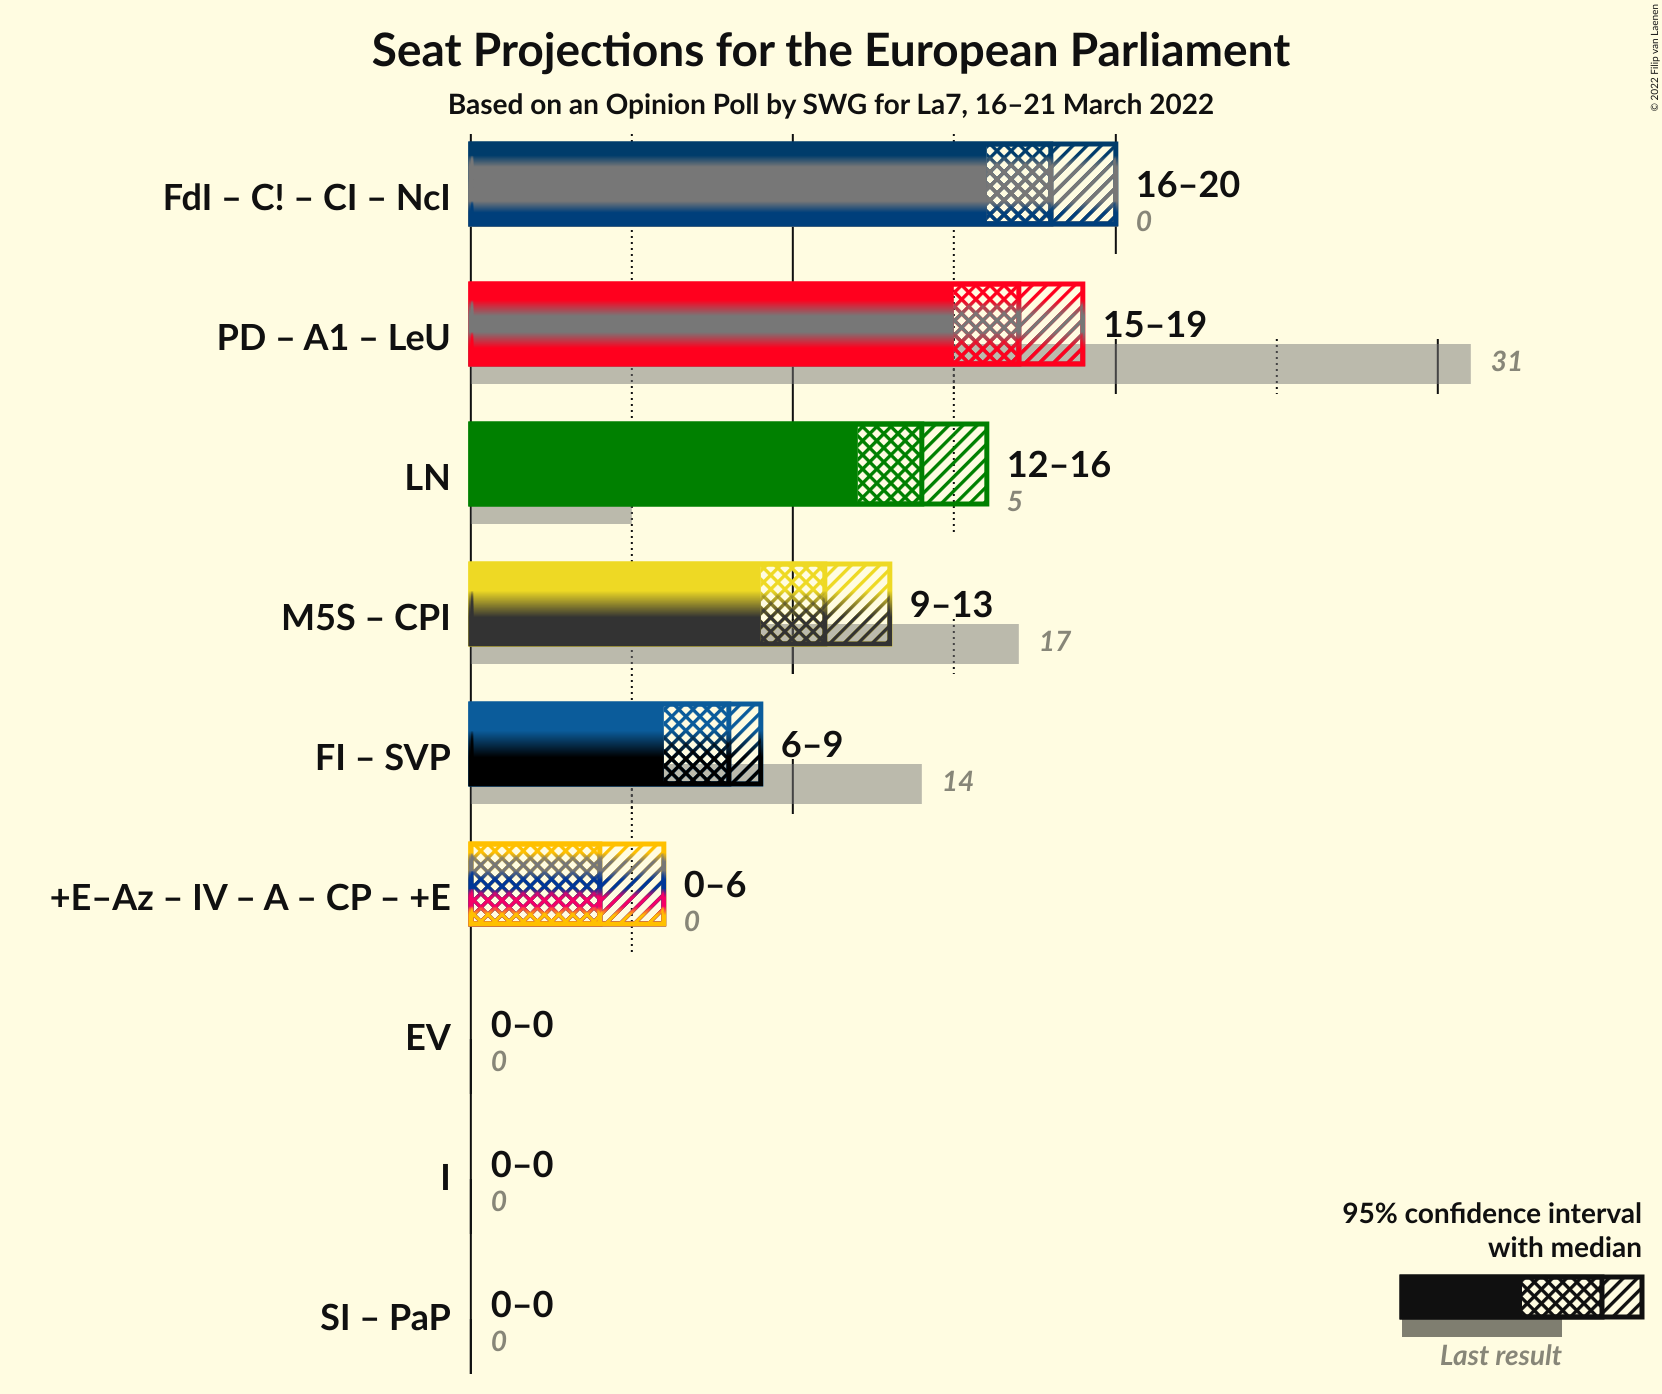 Seat Projections for the European Parliament
Based on an Opinion Poll by SWG for La7, 16–21 March 2022
© 2022 Filip van Laenen
FdI – C! – CI – NcI
16–20
0
PD – A1 – LeU
15–19
31
LN
12–16
5
M5S – CPI
9–13
17
FI – SVP
6–9
14
+E–Az – IV – A – CP – +E
0–6
0
EV
0–0
0
I
0–0
0
SI – PaP
0–0
0
95% confidence interval
with median
Last result